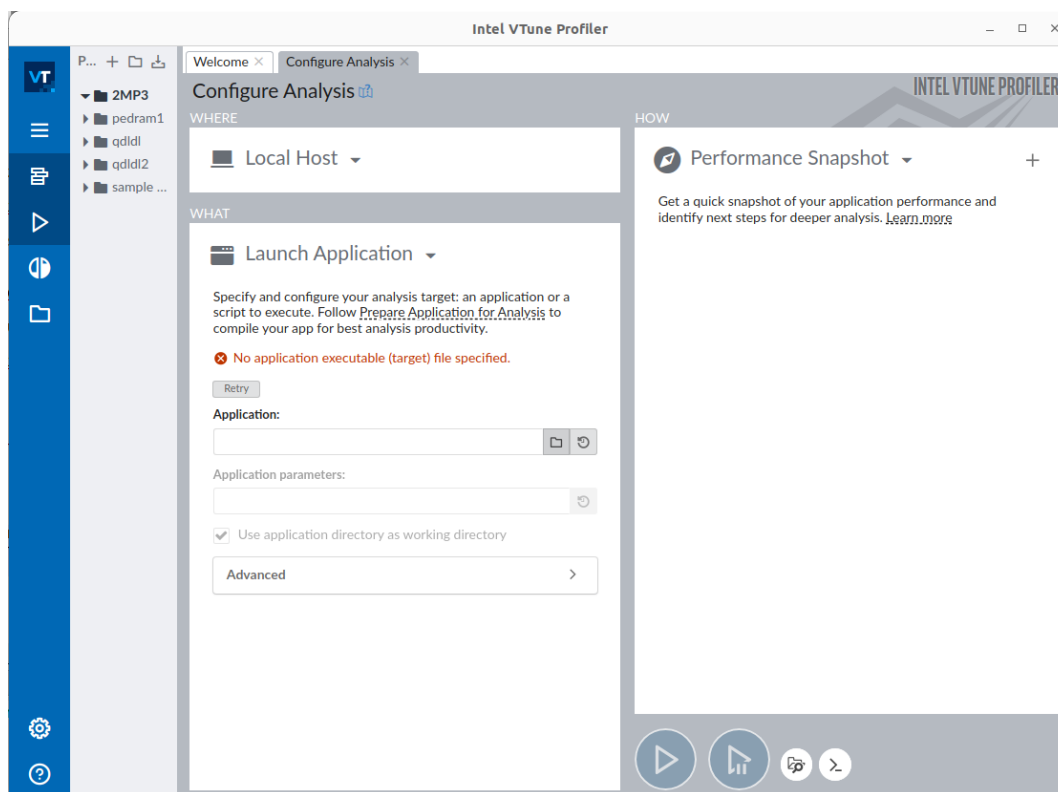 Intel VTune Profiler
VT
P...
2MP3
pedram1
qdldl
qdldl2
sample ...
Welcome
Configure Analysis
Configure Analysis
INTEL VTUNE PROFILER
WHERE
Local Host
WHAT
Launch Application
Specify and configure your analysis target: an application or a
script to execute. Follow Prepare Application for Analysis to
compile your app for best analysis productivity.
No application executable (target) file specified.
Retry
Application:
Application parameters:
Use application directory as working directory
Advanced
HOW
Performance Snapshot
Get a quick snapshot of your application performance and
identify next steps for deeper analysis. Learn more